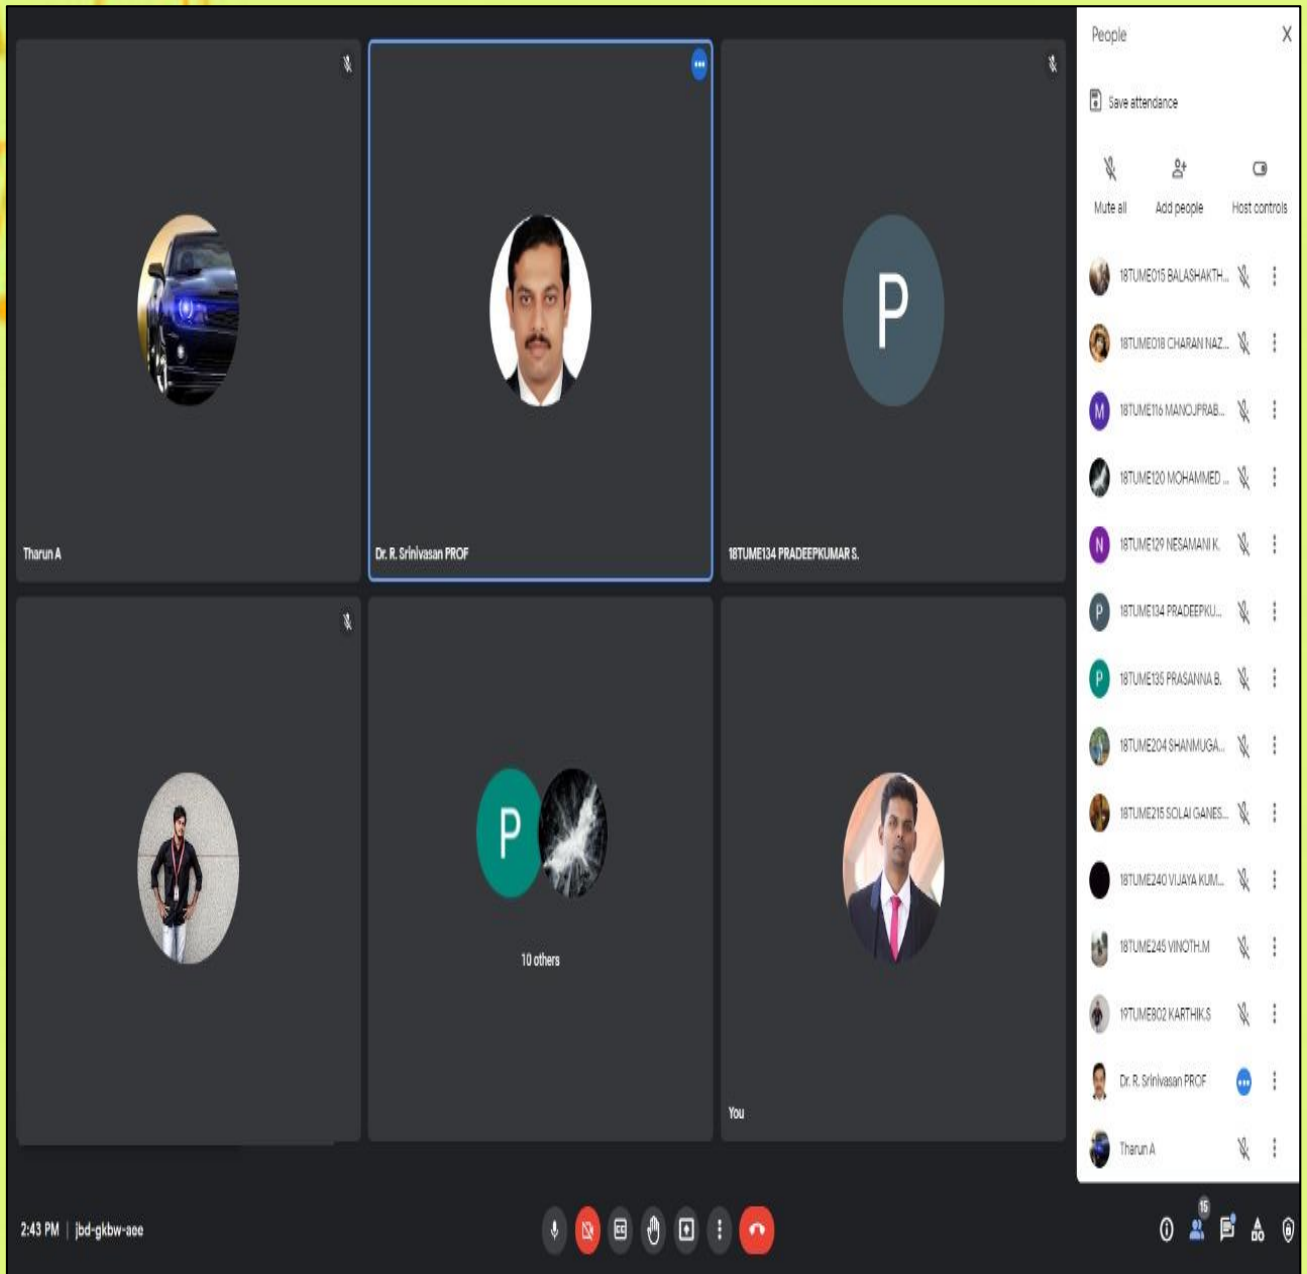 People
Save attendance
Mute all Add people Host controls
Tharun A
Dr. R. Srinivasan PROF
P
18TUME134 PRADEEPKUMAR S.
P
10 others
You
18TUME015 BALASHAKTH...
18TUME018 CHARAN NAZ...
M 18TUME116 MANOJPRAB...
18TUME120 MOHAMMED ...
N 18TUME129 NESAMANI K.
P 18TUME134 PRADEEPKU...
P 18TUME135 PRASANNA B.
18TUME204 SHANMUGA...
18TUME215 SOLAI GANES...
18TUME240 VIJAYA KUM...
18TUME245 VINOTH.M
19TUME802 KARTHIK.S
Dr. R. Srinivasan PROF
Tharun A
2:43 PM | jbd-gkbw-aee
CC
15